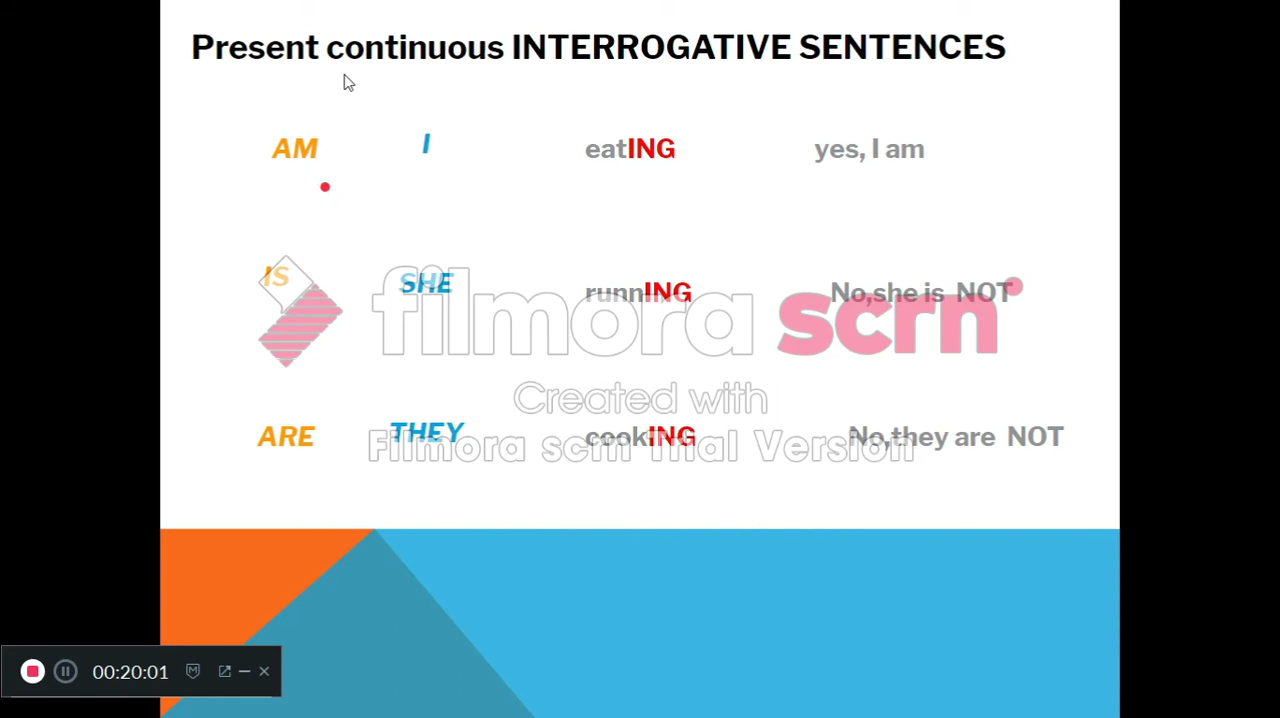 Present continuous INTERROGATIVE SENTENCES
AM I eatING yes, I am
IS SHE runnING No,she is NOT
filmora scrn
Created with
ARE THEY cookING No,they are NOT
Filmora scrn Trial Version
00:20:01